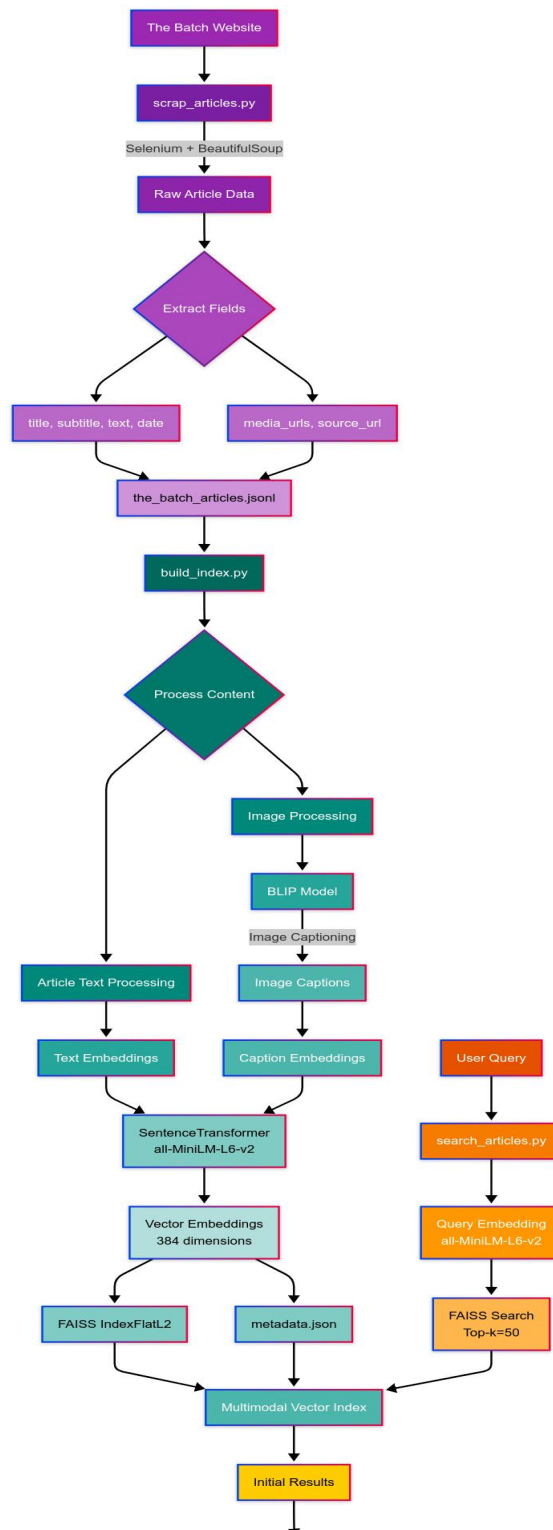 The Batch Website
scrap_articles.py
Selenium + BeautifulSoup
Raw Article Data
Extract Fields
title, subtitle, text, date
media_urls, source_url
the_batch_articles.jsonl
build_index.py
Process Content
Image Processing
BLIP Model
Image Captioning
Article Text Processing
Image Captions
Text Embeddings
Caption Embeddings
User Query
SentenceTransformer
all-MiniLM-L6-v2
search_articles.py
Vector Embeddings
384 dimensions
Query Embedding
all-MiniLM-L6-v2
FAISS IndexFlatL2
metadata.json
FAISS Search
Top-k=50
Multimodal Vector Index
Initial Results